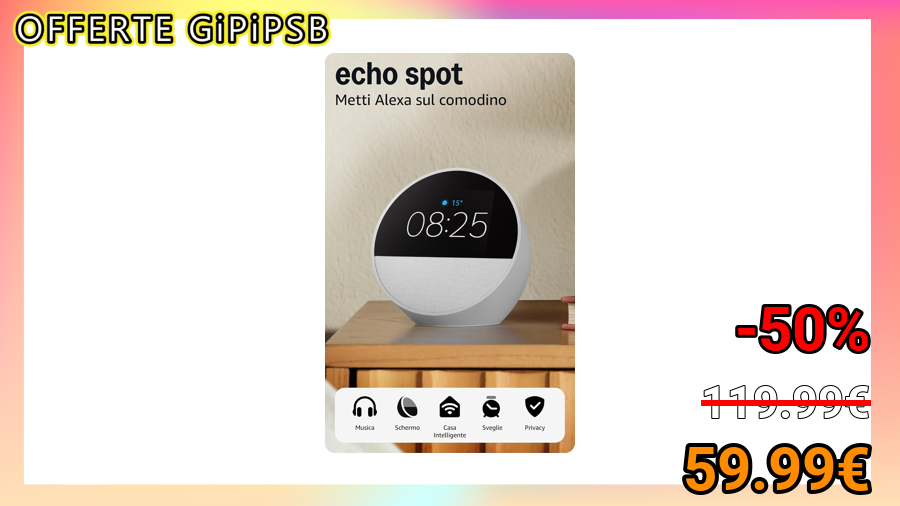 OFFERTE GiPiPSB
echo spot
Metti Alexa sul comodino
15°
08:25
Musica
Schermo
Casa
Intelligente
Sveglie
Privacy
-50%
119.99€
59.99€